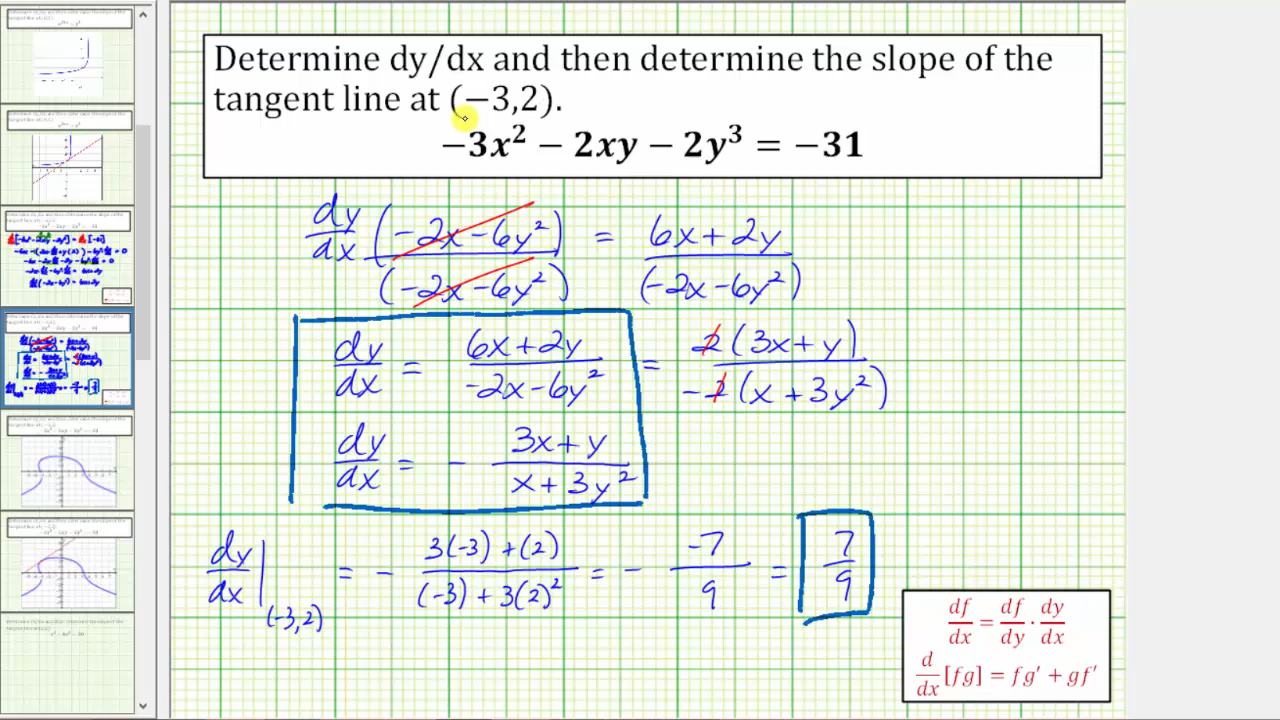 Determine dy/dx and then determine the slope of the
tangent line at (−3,2).
−3x² − 2xy − 2y³ = −31
dy/dx (−2x − 6y²)/(−2x − 6y²) = (6x + 2y)/(−2x − 6y²)
dy/dx = (6x + 2y)/(−2x − 6y²) = 2(3x + y)/−2(x + 3y²)
dy/dx = − (3x + y)/(x + 3y²)
dy/dx |(−3,2) = − (3(−3) + (2))/((−3) + 3(2)²) = − −7/9 = 7/9
df/dx = df/dy · dy/dx
d/dx [fg] = fg′ + gf′